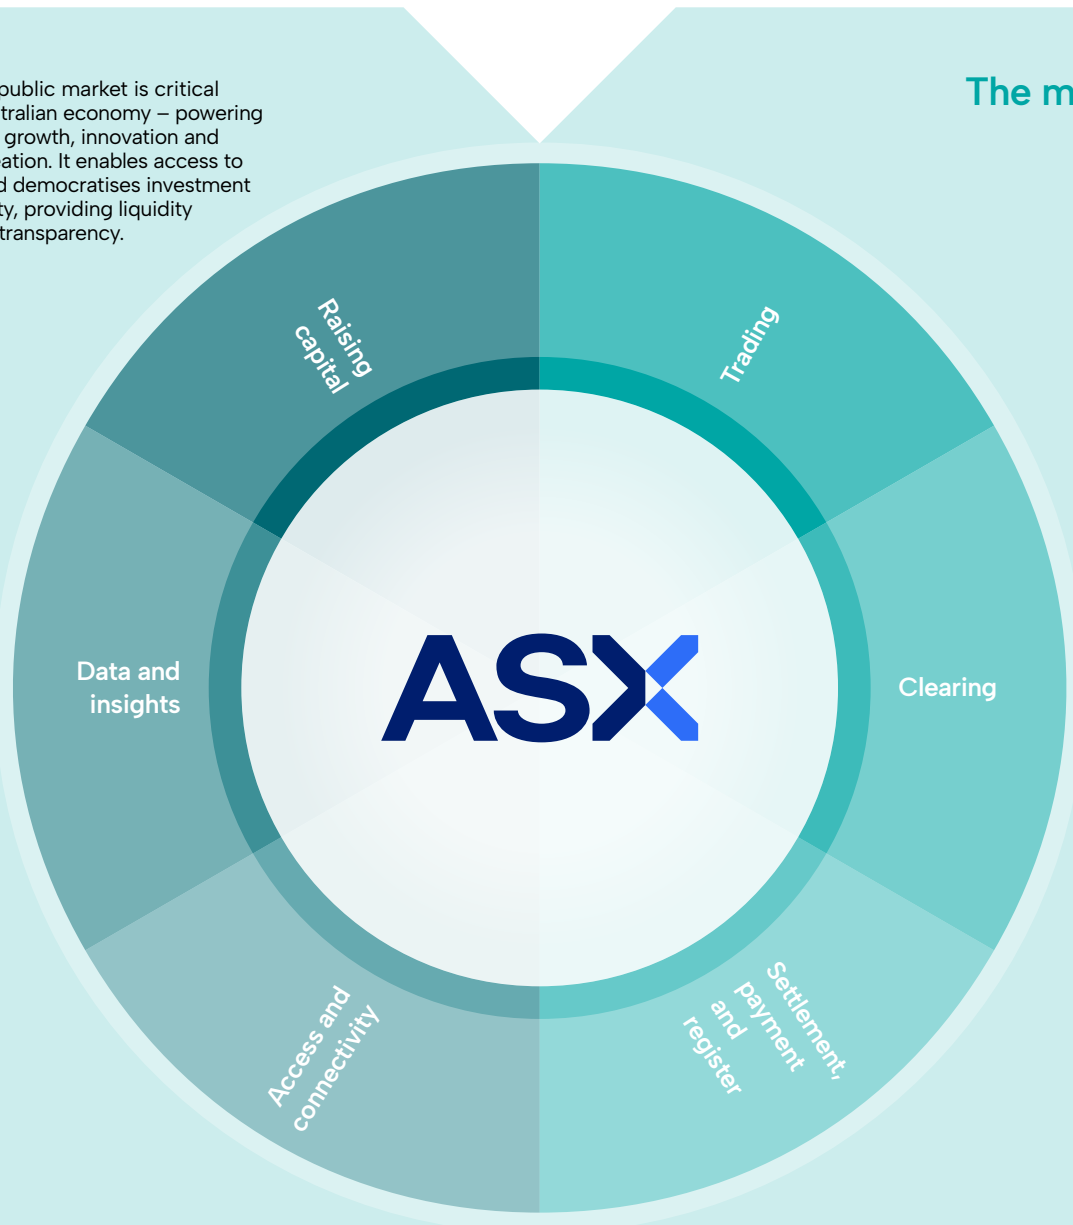 public market is critical
tralian economy – powering
growth, innovation and
ation. It enables access to
d democratises investment
ty, providing liquidity
transparency.
The m
Raising
capital
Trading
Data and
insights
ASX
Clearing
Access and
connectivity
Settlement,
payment
and
register